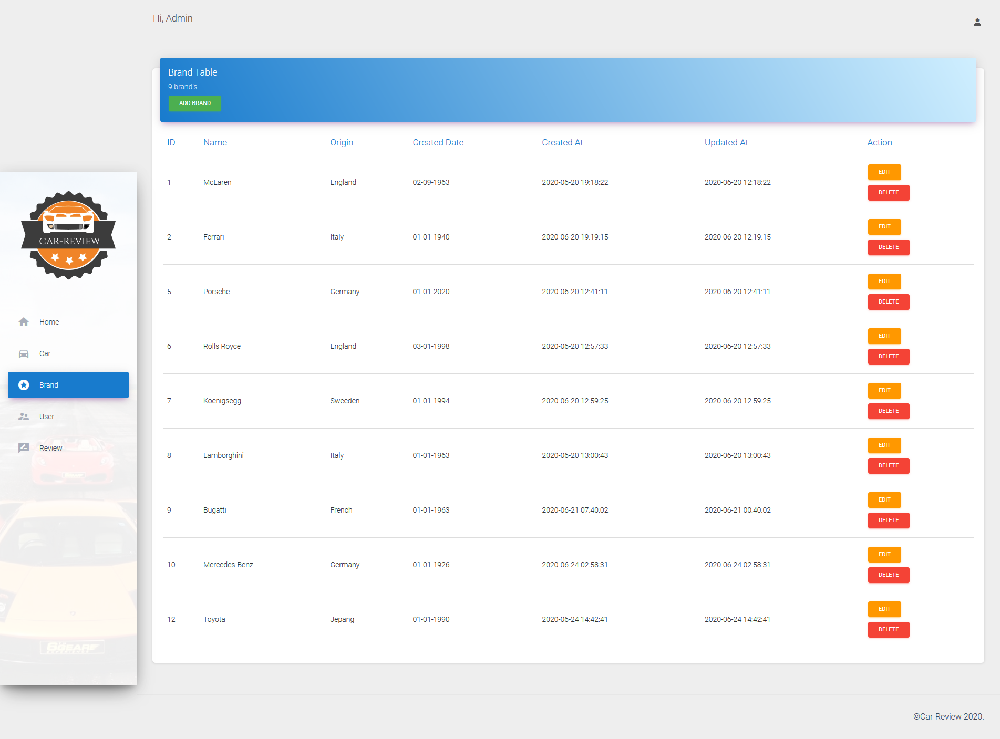 Hi, Admin
Brand Table
9 brand's
ADD BRAND
ID Name Origin Created Date Created At Updated At Action
1 McLaren England 02-09-1963 2020-06-20 19:18:22 2020-06-20 12:18:22 EDIT
DELETE
2 Ferrari Italy 01-01-1940 2020-06-20 19:19:15 2020-06-20 12:19:15 EDIT
DELETE
5 Porsche Germany 01-01-2020 2020-06-20 12:41:11 2020-06-20 12:41:11 EDIT
DELETE
6 Rolls Royce England 03-01-1998 2020-06-20 12:57:33 2020-06-20 12:57:33 EDIT
DELETE
7 Koenigsegg Sweeden 01-01-1994 2020-06-20 12:59:25 2020-06-20 12:59:25 EDIT
DELETE
8 Lamborghini Italy 01-01-1963 2020-06-20 13:00:43 2020-06-20 13:00:43 EDIT
DELETE
9 Bugatti French 01-01-1963 2020-06-21 07:40:02 2020-06-21 00:40:02 EDIT
DELETE
10 Mercedes-Benz Germany 01-01-1926 2020-06-24 02:58:31 2020-06-24 02:58:31 EDIT
DELETE
12 Toyota Jepang 01-01-1990 2020-06-24 14:42:41 2020-06-24 14:42:41 EDIT
DELETE
CAR-REVIEW
Home
Car
Brand
User
Review
6GEAR
EXPERIENCE
©Car-Review 2020.